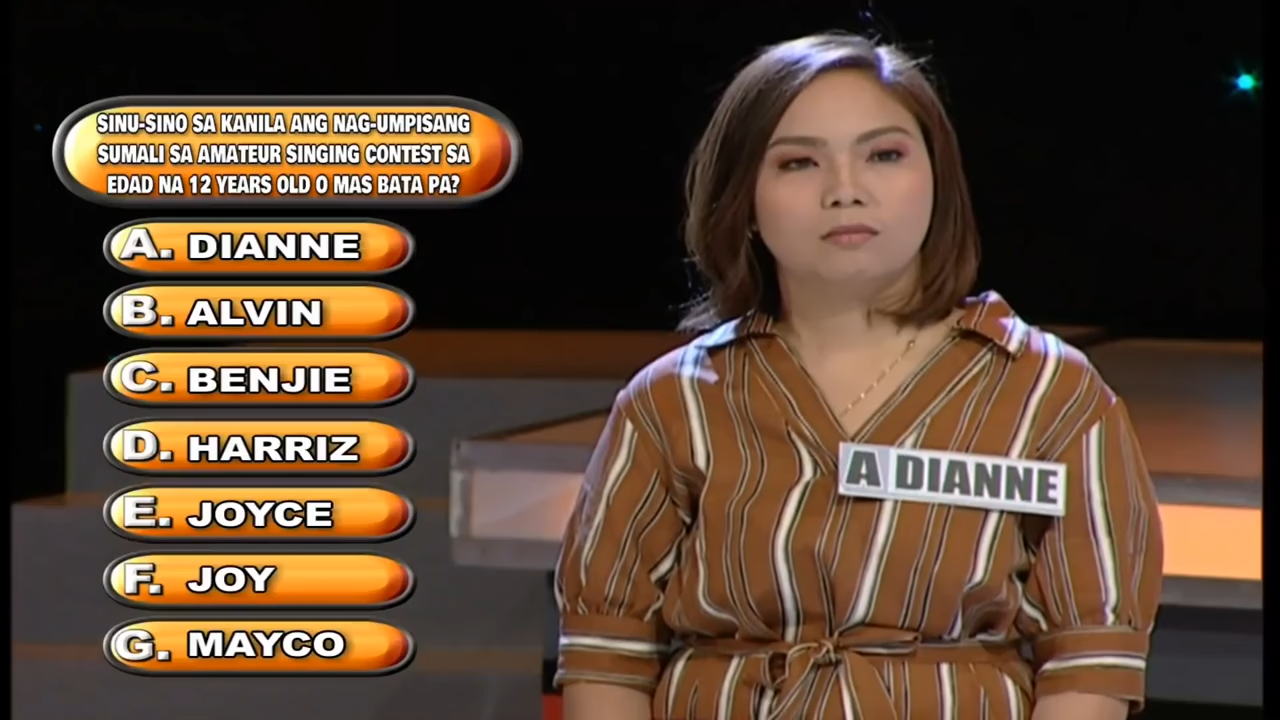 SINU-SINO SA KANILA ANG NAG-UMPISANG
SUMALI SA AMATEUR SINGING CONTEST SA
EDAD NA 12 YEARS OLD O MAS BATA PA?
A. DIANNE
B. ALVIN
C. BENJIE
D. HARRIZ
E. JOYCE
F. JOY
G. MAYCO
A DIANNE